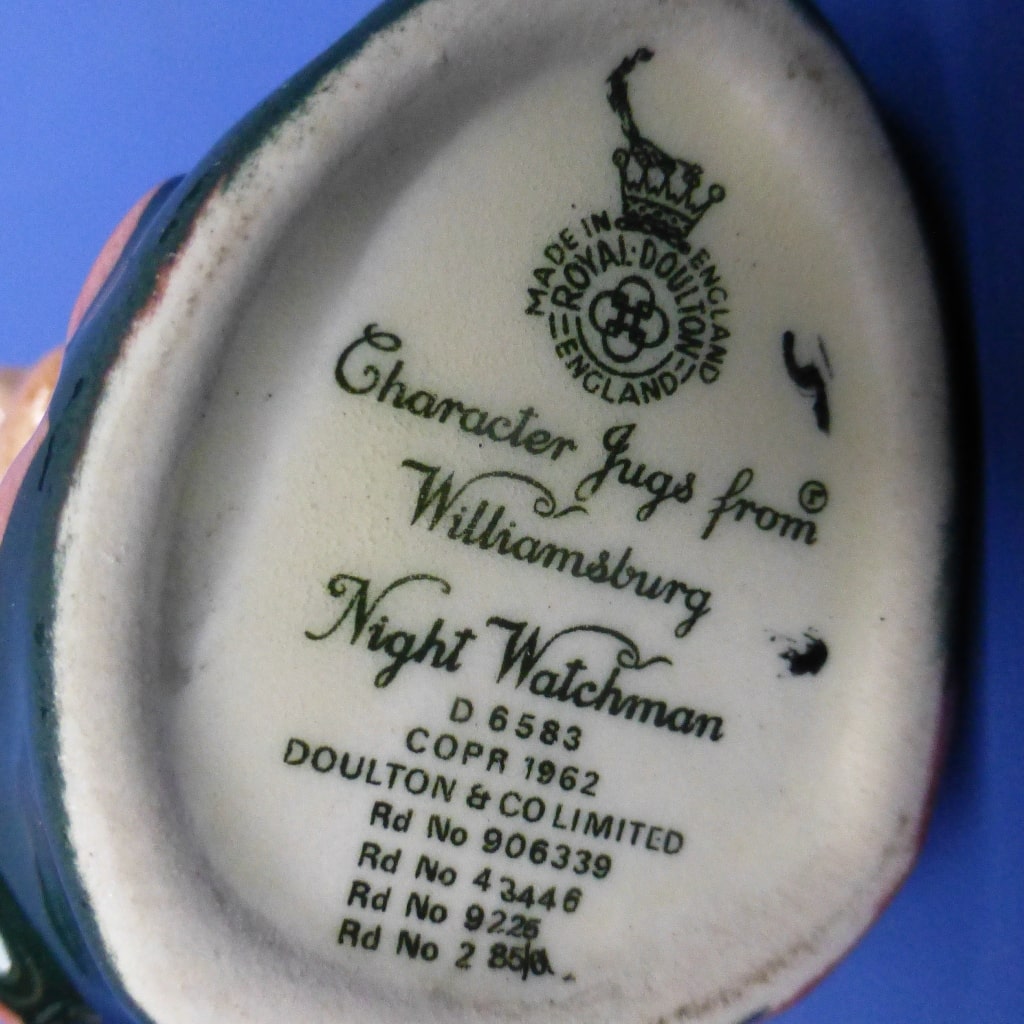 MADE IN ENGLAND
ROYAL·DOULTON
ENGLAND
Character Jugs from
Williamsburg ®
Night Watchman
D 6583
COPR 1962
DOULTON & CO LIMITED
Rd No 906339
Rd No 43446
Rd No 9225